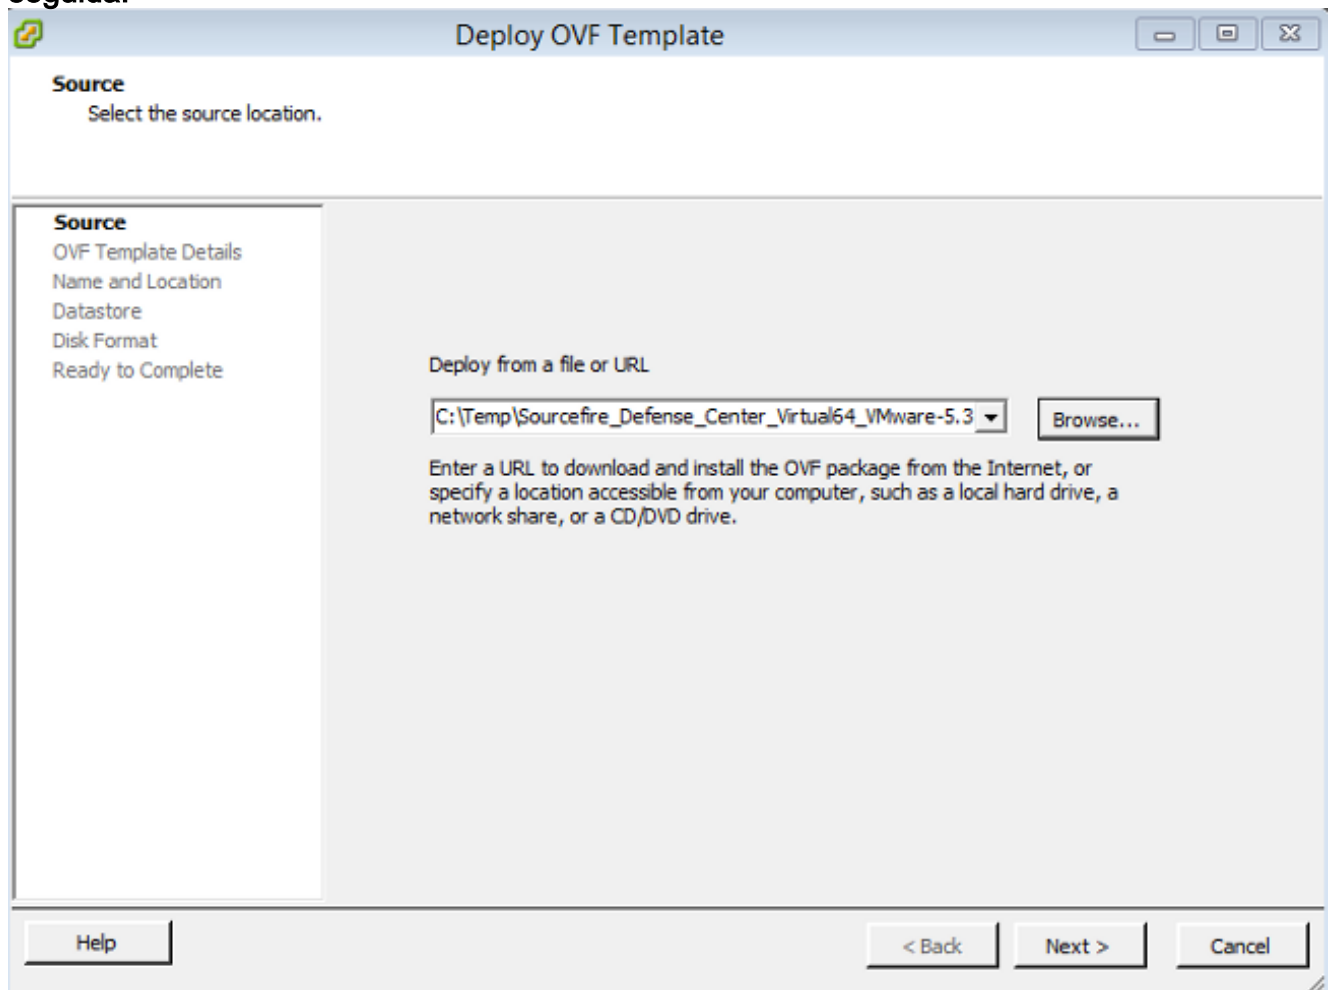 seguida.
Deploy OVF Template
Source
Select the source location.
Source
OVF Template Details
Name and Location
Datastore
Disk Format
Ready to Complete
Deploy from a file or URL
C:\Temp\Sourcefire_Defense_Center_Virtual64_VMware-5.3
Browse...
Enter a URL to download and install the OVF package from the Internet, or
specify a location accessible from your computer, such as a local hard drive, a
network share, or a CD/DVD drive.
Help
< Back
Next >
Cancel